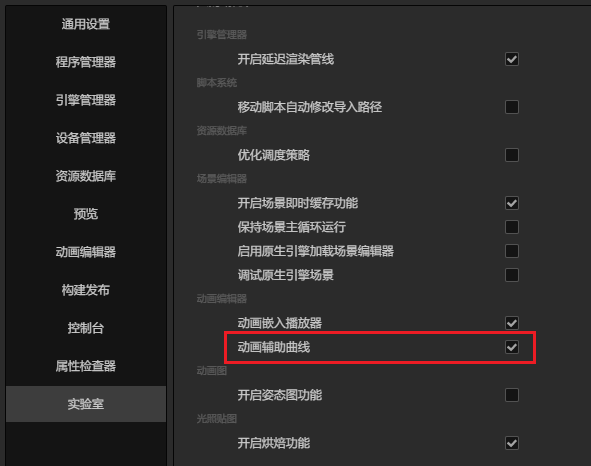 通用设置
程序管理器
引擎管理器
设备管理器
资源数据库
预览
动画编辑器
构建发布
控制台
属性检查器
实验室
引擎管理器
开启延迟渲染管线
脚本系统
移动脚本自动修改导入路径
资源数据库
优化调度策略
场景编辑器
开启场景即时缓存功能
保持场景主循环运行
启用原生引擎加载场景编辑器
调试原生引擎场景
动画编辑器
动画嵌入播放器
动画辅助曲线
动画图
开启姿态图功能
光照贴图
开启烘焙功能